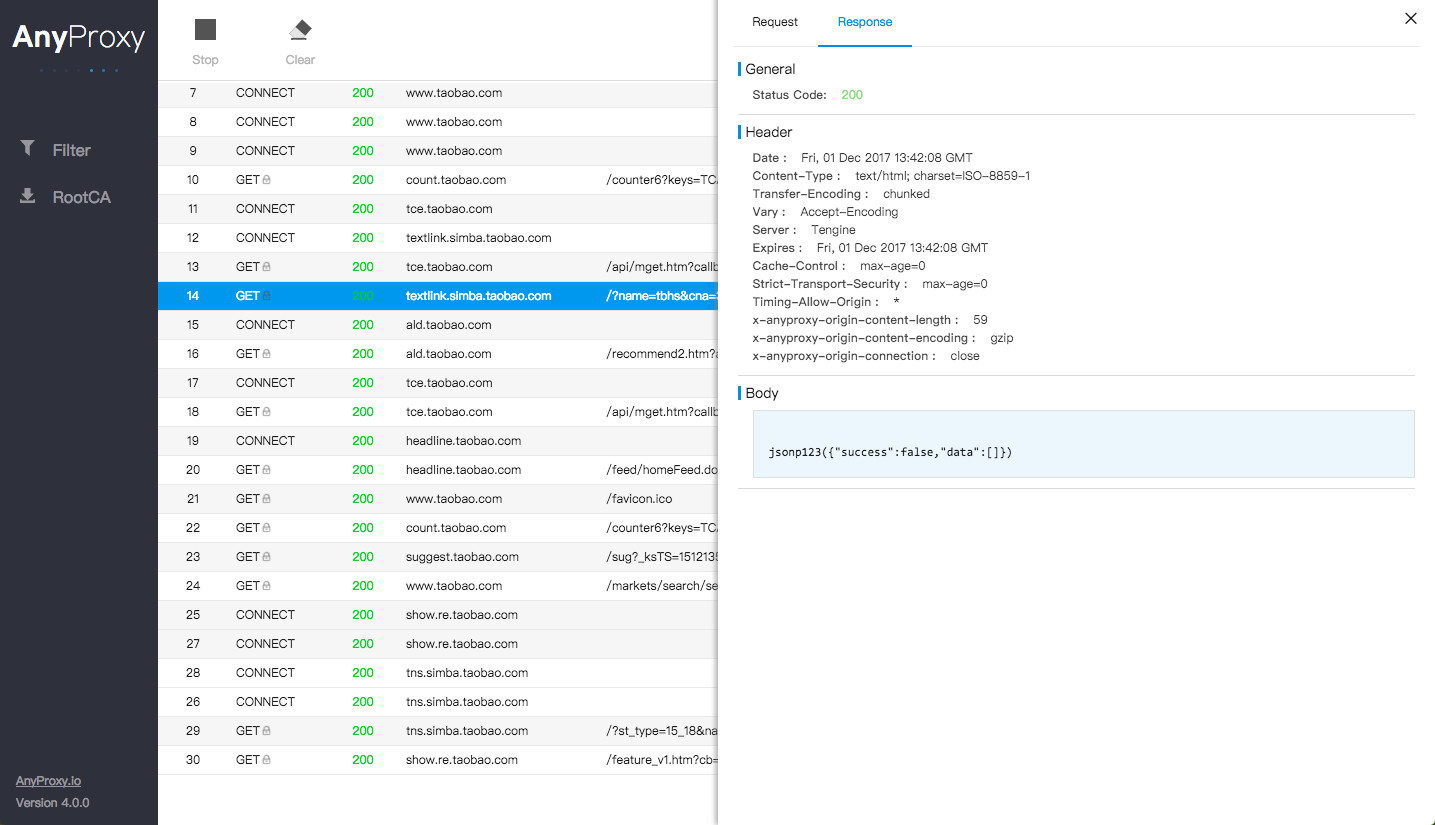 AnyProxy
Filter
RootCA
AnyProxy.io
Version 4.0.0
Stop Clear
7 CONNECT 200 www.taobao.com
8 CONNECT 200 www.taobao.com
9 CONNECT 200 www.taobao.com
10 GET 200 count.taobao.com /counter6?keys=TC
11 CONNECT 200 tce.taobao.com
12 CONNECT 200 textlink.simba.taobao.com
13 GET 200 tce.taobao.com /api/mget.htm?callb
14 GET 200 textlink.simba.taobao.com /?name=tbhs&cna=
15 CONNECT 200 ald.taobao.com
16 GET 200 ald.taobao.com /recommend2.htm?a
17 CONNECT 200 tce.taobao.com
18 GET 200 tce.taobao.com /api/mget.htm?callb
19 CONNECT 200 headline.taobao.com
20 GET 200 headline.taobao.com /feed/homeFeed.do
21 GET 200 www.taobao.com /favicon.ico
22 GET 200 count.taobao.com /counter6?keys=TC
23 GET 200 suggest.taobao.com /sug?_ksTS=1512135
24 GET 200 www.taobao.com /markets/search/se
25 CONNECT 200 show.re.taobao.com
27 CONNECT 200 show.re.taobao.com
28 CONNECT 200 tns.simba.taobao.com
26 CONNECT 200 tns.simba.taobao.com
29 GET 200 tns.simba.taobao.com /?st_type=15_18&na
30 GET 200 show.re.taobao.com /feature_v1.htm?cb=
Request Response
General
Status Code: 200
Header
Date : Fri, 01 Dec 2017 13:42:08 GMT
Content-Type : text/html; charset=ISO-8859-1
Transfer-Encoding : chunked
Vary : Accept-Encoding
Server : Tengine
Expires : Fri, 01 Dec 2017 13:42:08 GMT
Cache-Control : max-age=0
Strict-Transport-Security : max-age=0
Timing-Allow-Origin : *
x-anyproxy-origin-content-length : 59
x-anyproxy-origin-content-encoding : gzip
x-anyproxy-origin-connection : close
Body
jsonp123({"success":false,"data":[]})